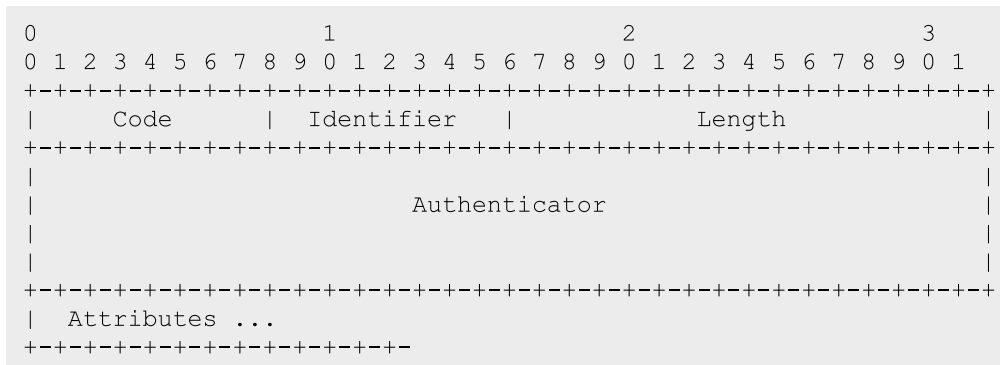 0                   1                   2                   3
 0 1 2 3 4 5 6 7 8 9 0 1 2 3 4 5 6 7 8 9 0 1 2 3 4 5 6 7 8 9 0 1
+-+-+-+-+-+-+-+-+-+-+-+-+-+-+-+-+-+-+-+-+-+-+-+-+-+-+-+-+-+-+-+-+
|     Code      |  Identifier   |            Length             |
+-+-+-+-+-+-+-+-+-+-+-+-+-+-+-+-+-+-+-+-+-+-+-+-+-+-+-+-+-+-+-+-+
|                                                               |
|                         Authenticator                         |
|                                                               |
|                                                               |
+-+-+-+-+-+-+-+-+-+-+-+-+-+-+-+-+-+-+-+-+-+-+-+-+-+-+-+-+-+-+-+-+
|  Attributes ...
+-+-+-+-+-+-+-+-+-+-+-+-+-